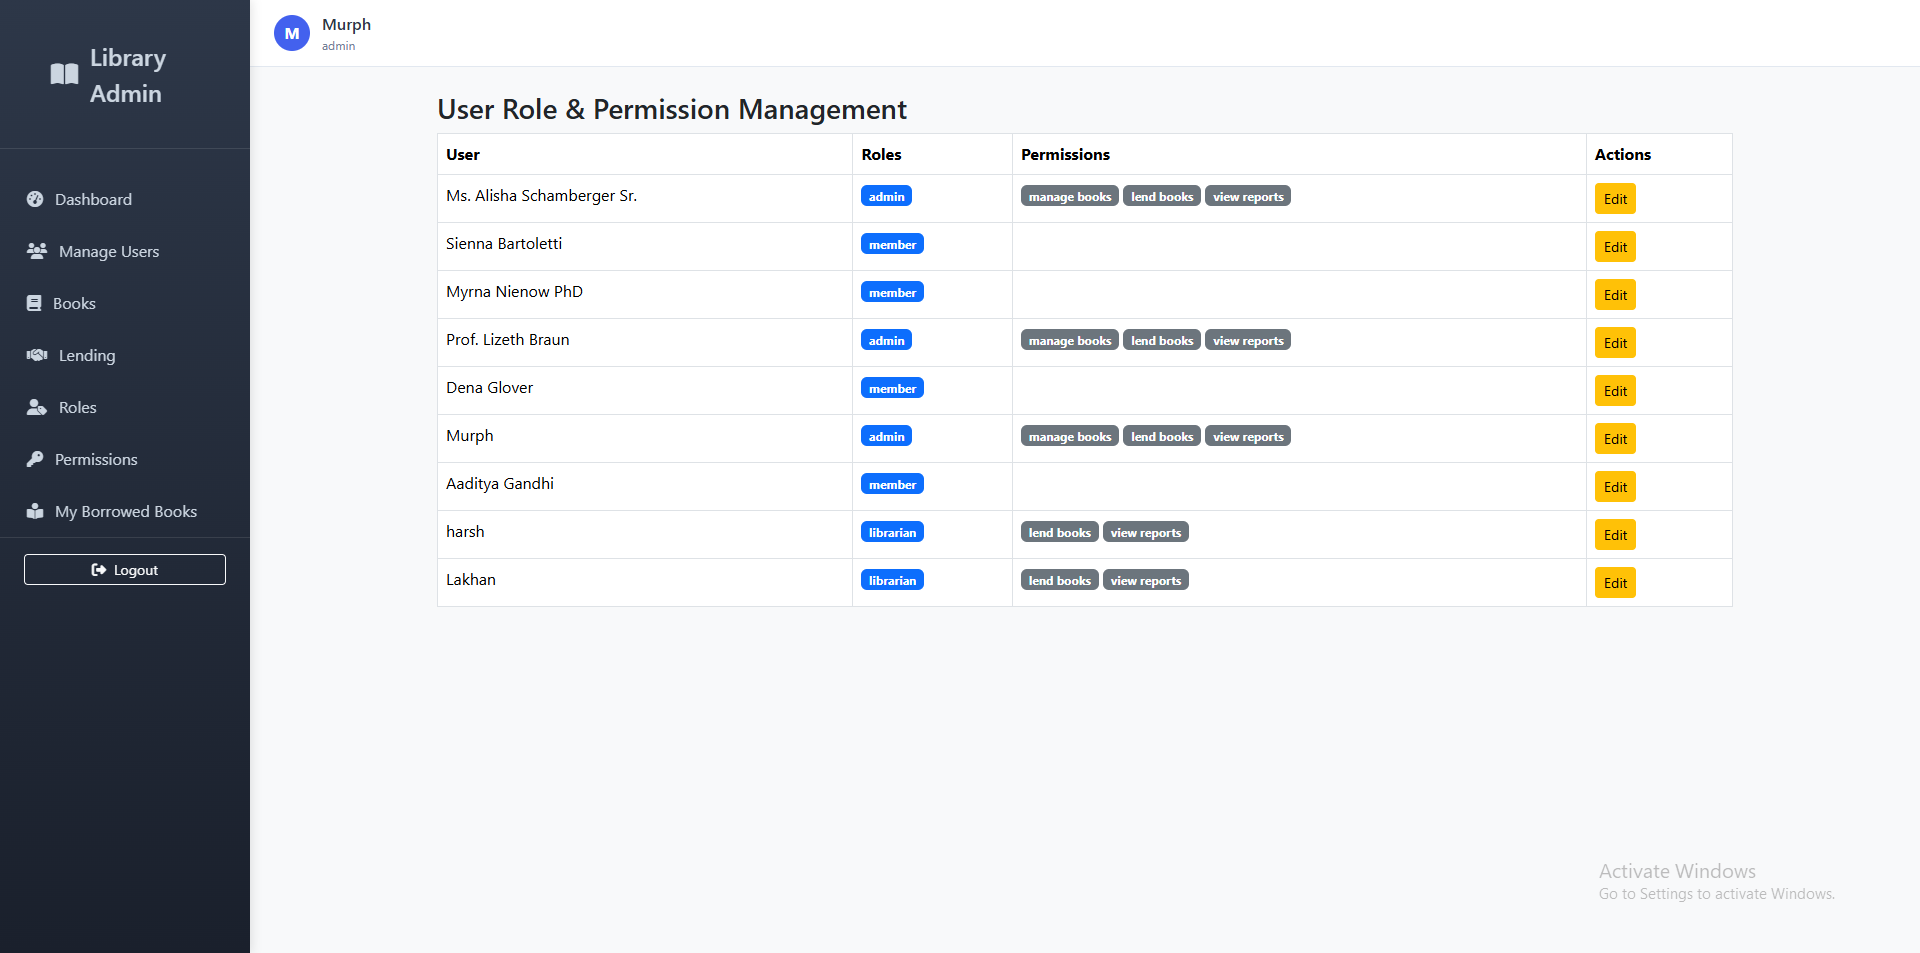 Library
Admin
Dashboard
Manage Users
Books
Lending
Roles
Permissions
My Borrowed Books
Logout
M
Murph
admin
User Role & Permission Management
User Roles Permissions Actions
Ms. Alisha Schamberger Sr. admin manage books lend books view reports Edit
Sienna Bartoletti member Edit
Myrna Nienow PhD member Edit
Prof. Lizeth Braun admin manage books lend books view reports Edit
Dena Glover member Edit
Murph admin manage books lend books view reports Edit
Aaditya Gandhi member Edit
harsh librarian lend books view reports Edit
Lakhan librarian lend books view reports Edit
Activate Windows
Go to Settings to activate Windows.